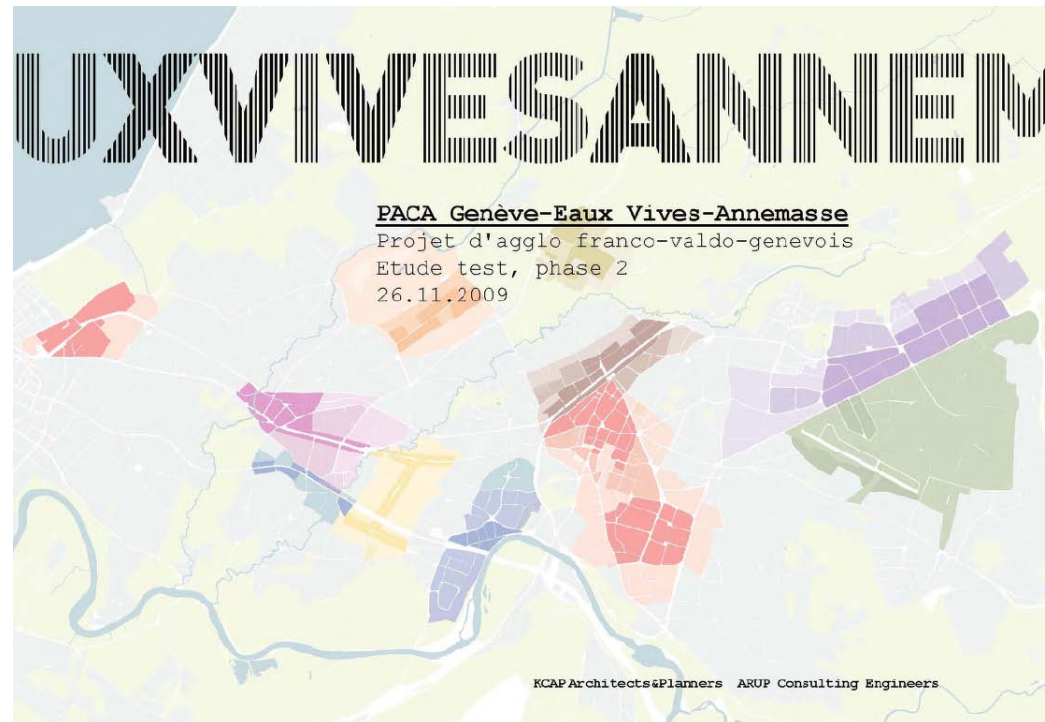 UXVIVESANNEM
PACA Genève-Eaux Vives-Annemasse
Projet d'agglo franco-valdo-genevois
Etude test, phase 2
26.11.2009
KCAP Architects&Planners ARUP Consulting Engineers